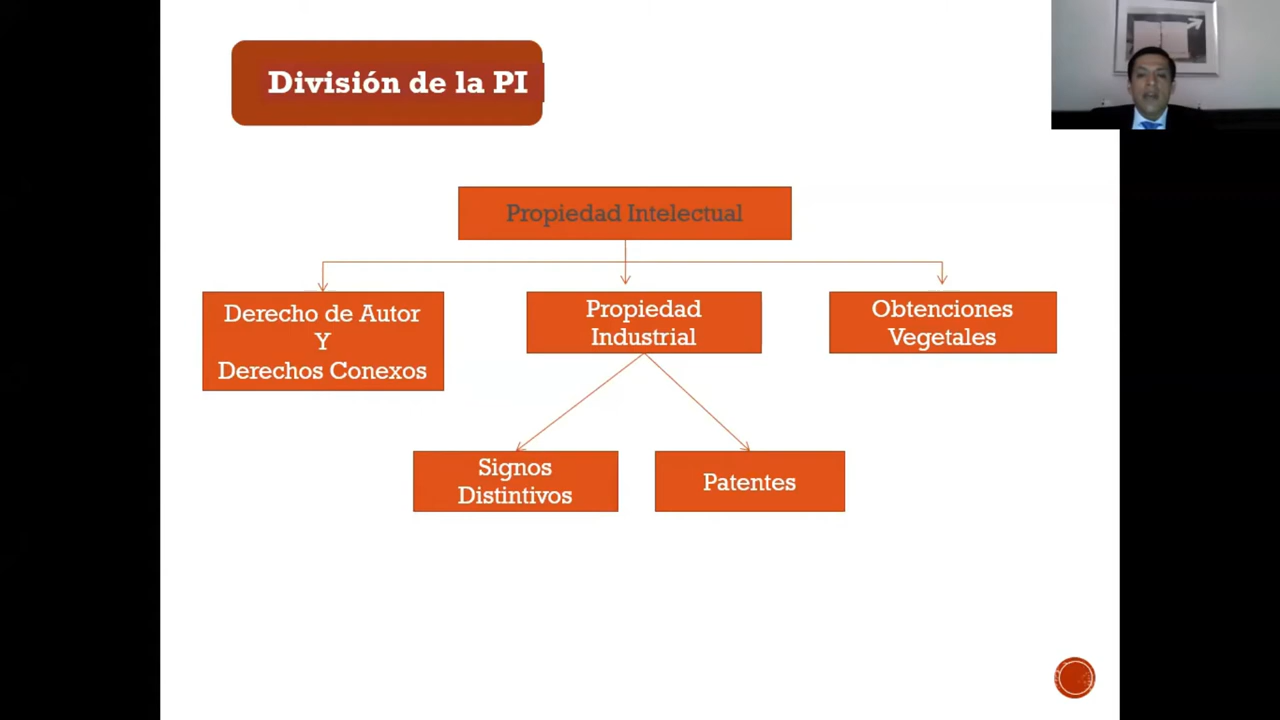 División de la PI
Propiedad Intelectual
Derecho de Autor
Y
Derechos Conexos
Propiedad
Industrial
Obtenciones
Vegetales
Signos
Distintivos
Patentes